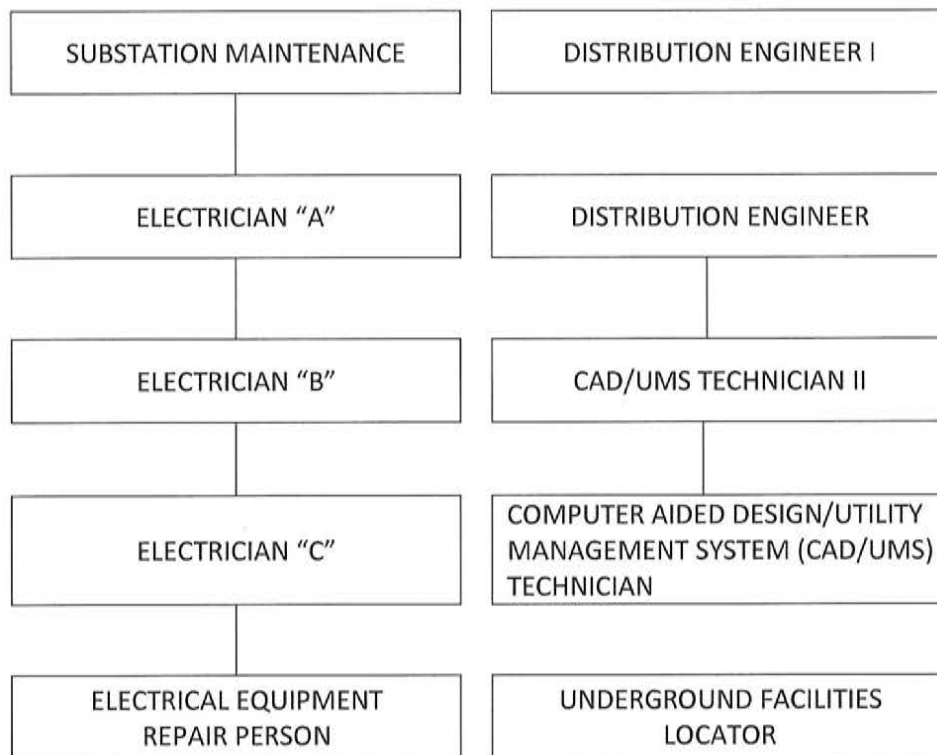 SUBSTATION MAINTENANCE
DISTRIBUTION ENGINEER I
ELECTRICIAN “A”
DISTRIBUTION ENGINEER
ELECTRICIAN “B”
CAD/UMS TECHNICIAN II
ELECTRICIAN “C”
COMPUTER AIDED DESIGN/UTILITY
MANAGEMENT SYSTEM (CAD/UMS)
TECHNICIAN
ELECTRICAL EQUIPMENT
REPAIR PERSON
UNDERGROUND FACILITIES
LOCATOR